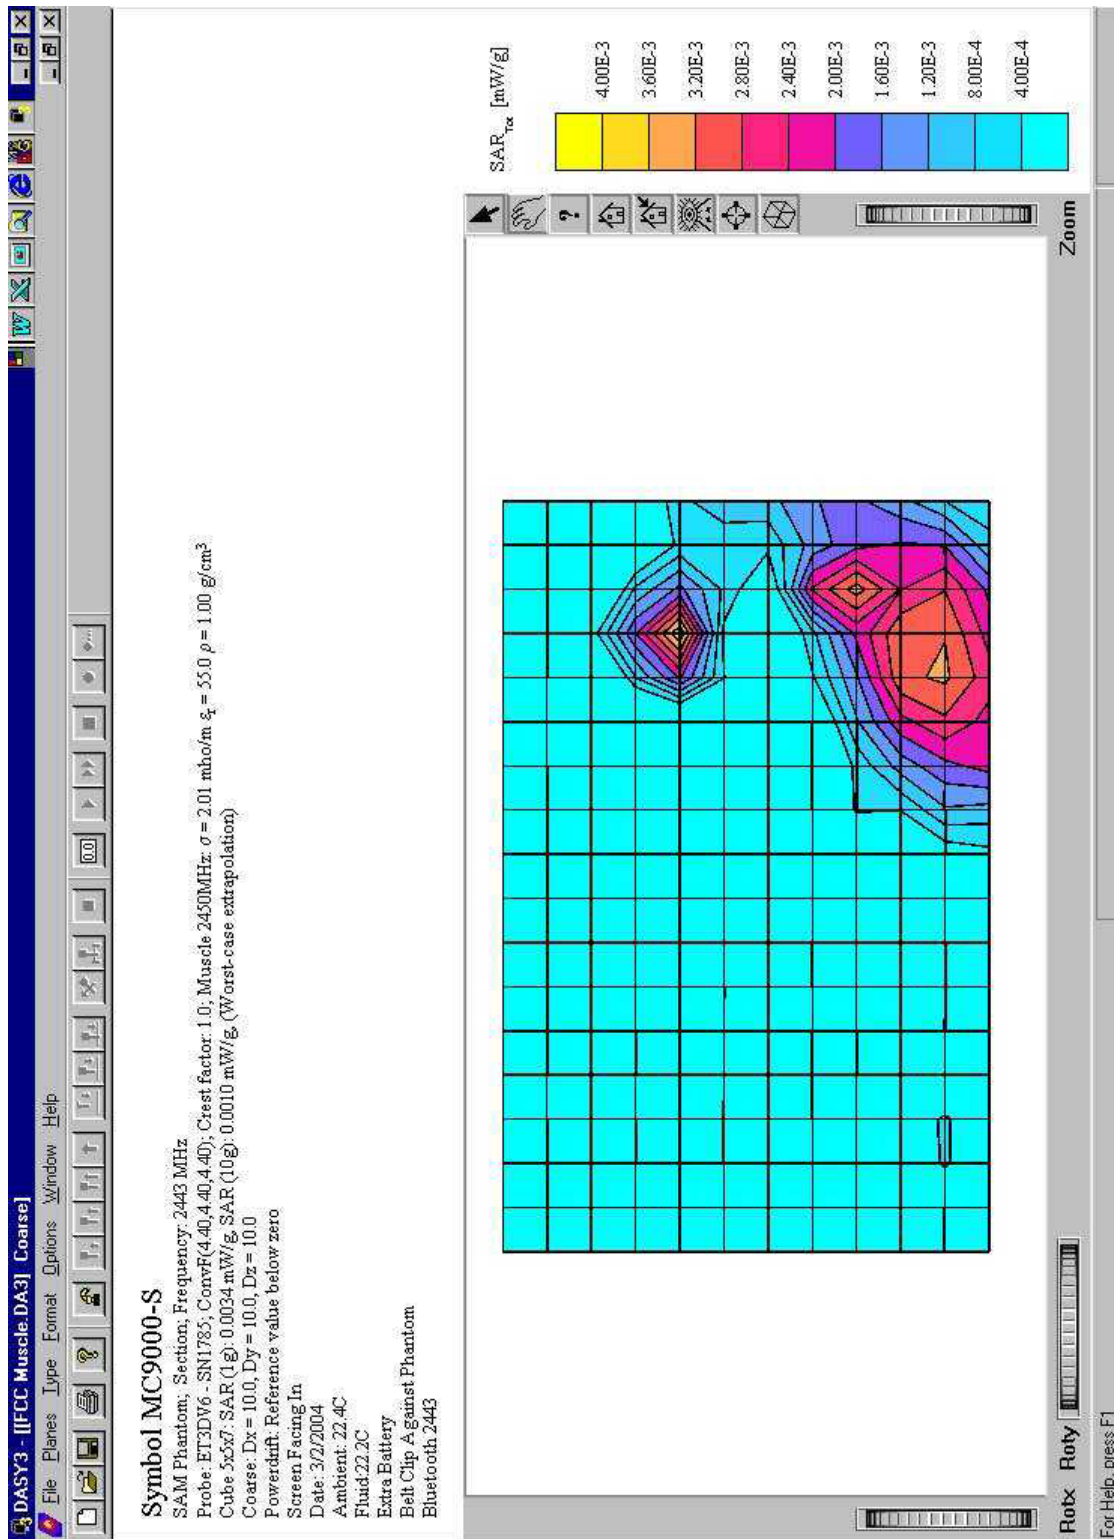 DASY3 - [[FCC Muscle.DA3] Coarse]
File Planes Type Format Options Window Help
Symbol MC9000-S
SAM Phantom; Section; Frequency: 2443 MHz
Probe: ET3DV6 - SN1785; ConvF(4.40,4.40,4.40); Crest factor: 1.0; Muscle 2450MHz: σ = 2.01 mho/m εr = 55.0 ρ = 1.00 g/cm³
Cube 5x5x7: SAR (1g): 0.0034 mW/g, SAR (10g): 0.0010 mW/g, (Worst-case extrapolation)
Coarse: Dx = 10.0, Dy = 10.0, Dz = 10.0
Powerdrift: Reference value below zero
Screen Facing In
Date: 3/2/2004
Ambient: 22.4C
Fluid:22.2C
Extra Battery
Belt Clip Against Phantom
Bluetooth 2443
SARTot [mW/g]
4.00E-3
3.60E-3
3.20E-3
2.80E-3
2.40E-3
2.00E-3
1.60E-3
1.20E-3
8.00E-4
4.00E-4
Rotx Roty Zoom
For Help, press F1